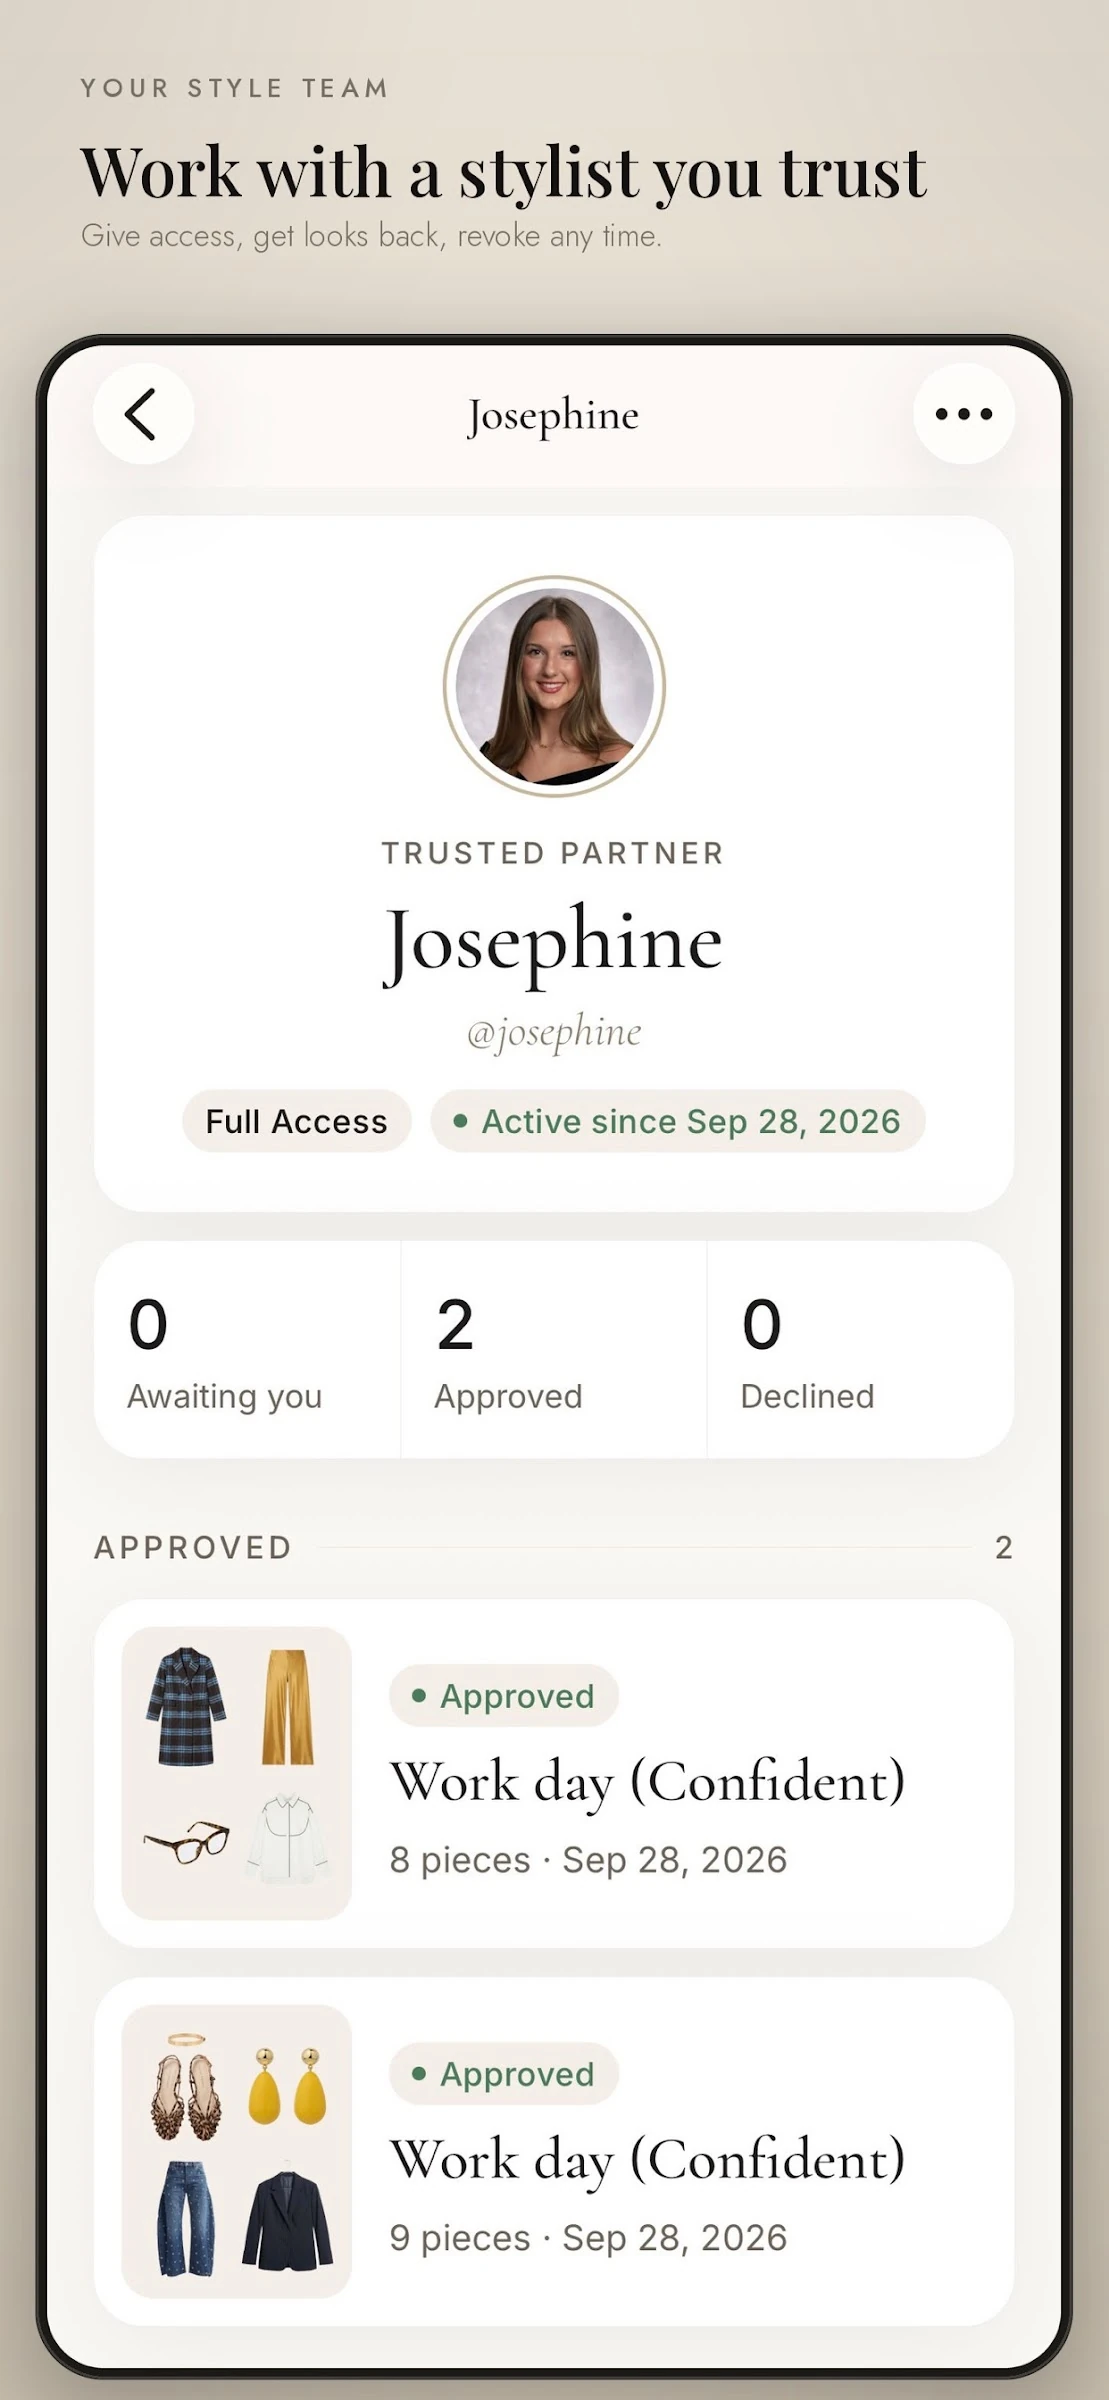 YOUR STYLE TEAM
Work with a stylist you trust
Give access, get looks back, revoke any time.
Josephine
TRUSTED PARTNER
Josephine
@josephine
Full Access
Active since Sep 28, 2026
0
Awaiting you
2
Approved
0
Declined
APPROVED
2
Approved
Work day (Confident)
8 pieces · Sep 28, 2026
Approved
Work day (Confident)
9 pieces · Sep 28, 2026